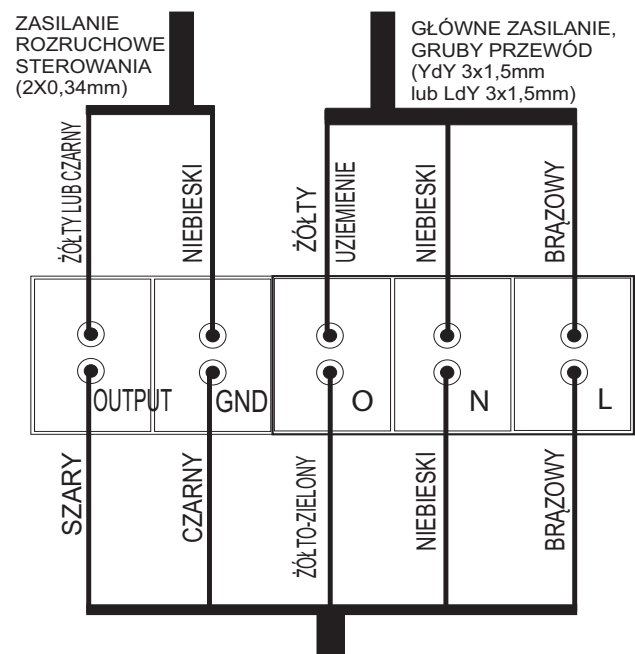 ZASILANIE
ROZRUCHOWE
STEROWANIA
(2X0,34mm)
GŁÓWNE ZASILANIE,
GRUBY PRZEWÓD
(YdY 3x1,5mm
lub LdY 3x1,5mm)
ŻÓŁTY LUB CZARNY
NIEBIESKI
ŻÓŁTY
UZIEMIENIE
NIEBIESKI
BRĄZOWY
OUTPUT
GND
O
N
L
SZARY
CZARNY
ŻÓŁTO-ZIELONY
NIEBIESKI
BRĄZOWY